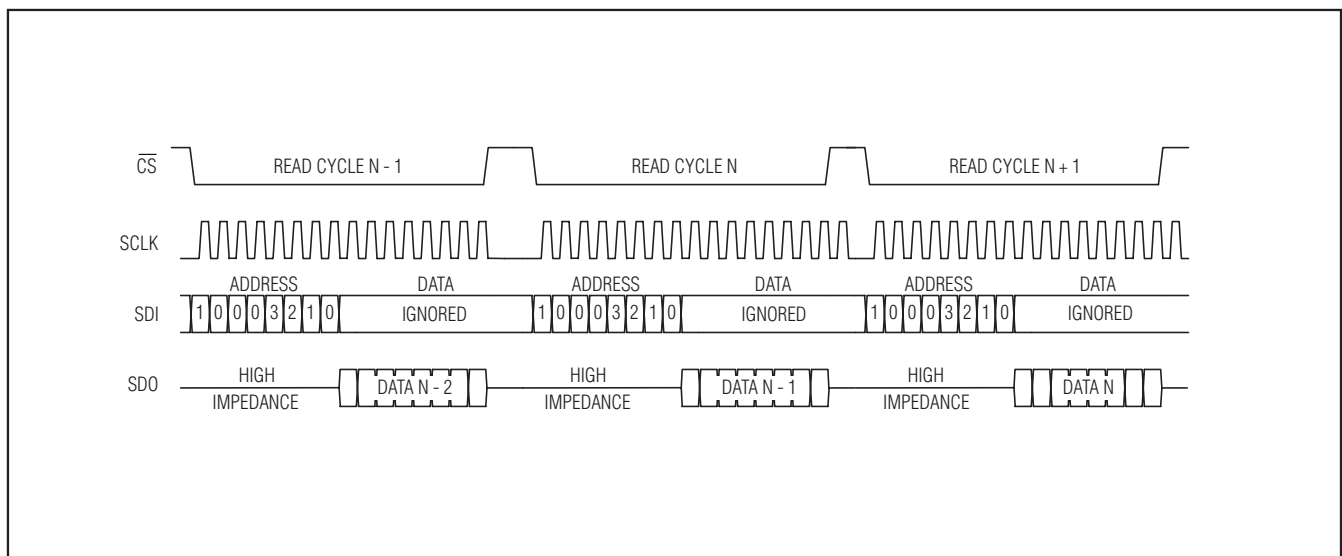 CS READ CYCLE N - 1 READ CYCLE N READ CYCLE N + 1
SCLK
ADDRESS DATA ADDRESS DATA ADDRESS DATA
SDI 1 0 0 0 3 2 1 0 IGNORED 1 0 0 0 3 2 1 0 IGNORED 1 0 0 0 3 2 1 0 IGNORED
HIGH HIGH HIGH
SDO DATA N - 2 DATA N - 1 DATA N
IMPEDANCE IMPEDANCE IMPEDANCE